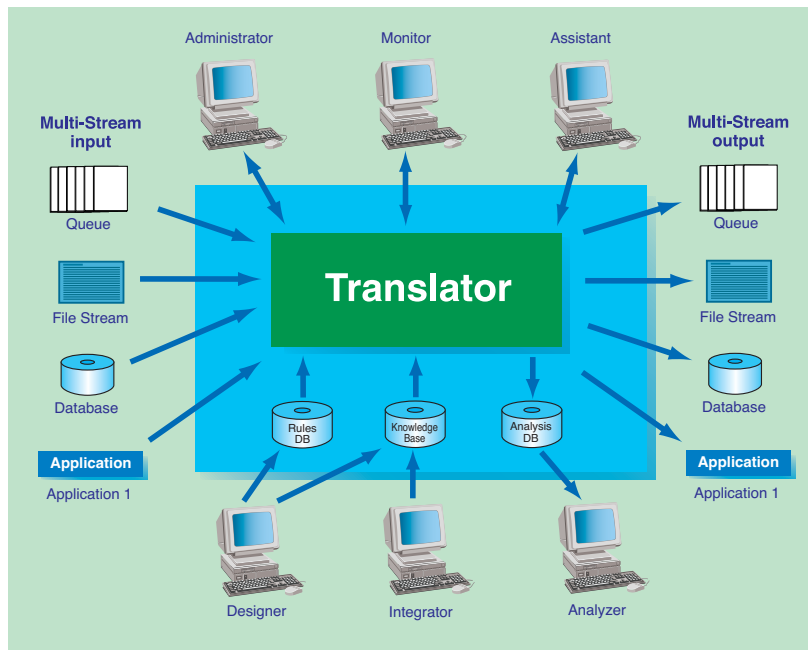 Administrator
Monitor
Assistant
Multi-Stream
input
Multi-Stream
output
Queue
Queue
Translator
File Stream
File Stream
Database
Database
Rules
DB
Knowledge
Base
Analysis
DB
Application
Application 1
Application
Application 1
Designer
Integrator
Analyzer